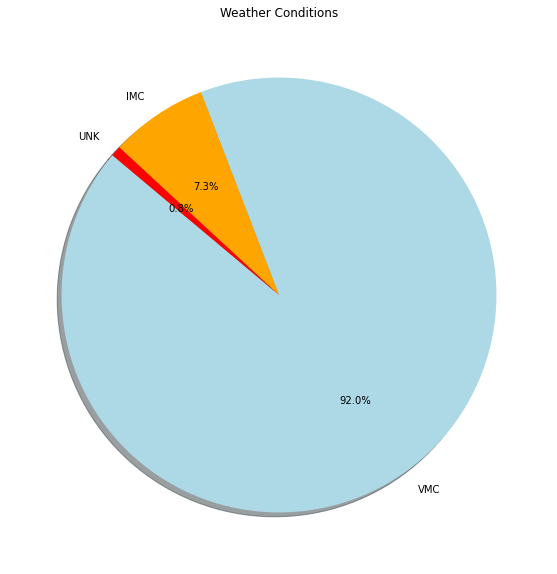 Weather Conditions
IMC
UNK
7.3%
0.8%
92.0%
VMC